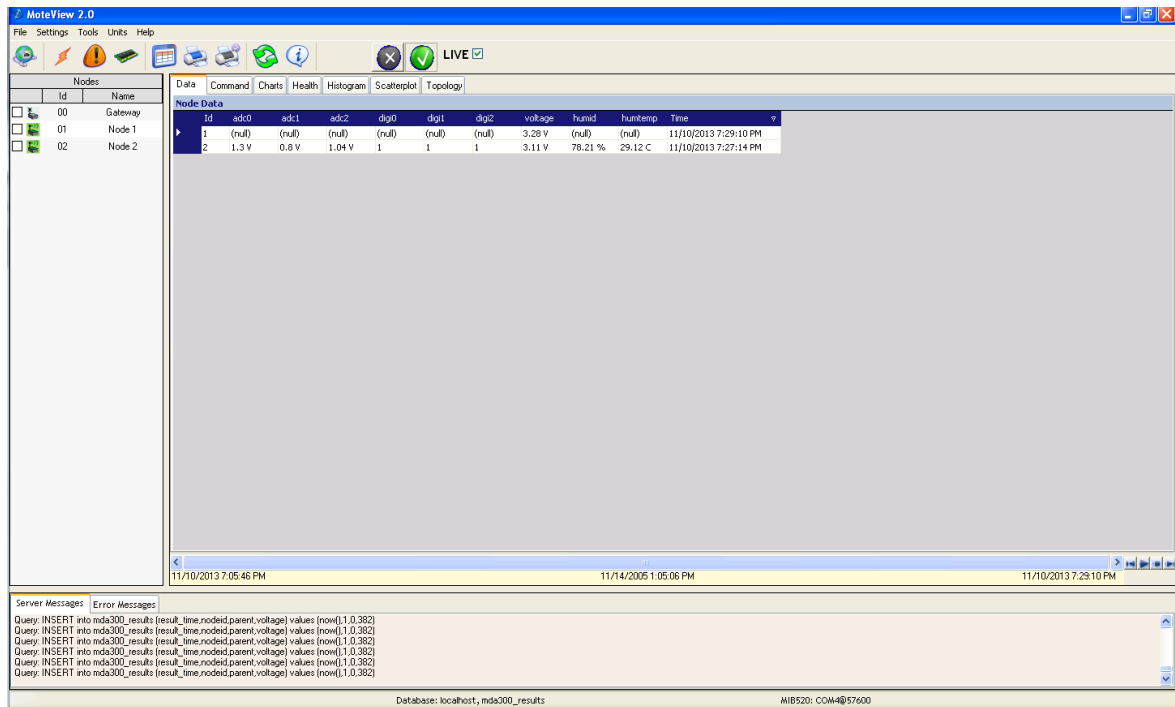 MoteView 2.0
File Settings Tools Units Help
LIVE
Nodes
Id Name
00 Gateway
01 Node 1
02 Node 2
Data Command Charts Health Histogram Scatterplot Topology
Node Data
Id adc0 adc1 adc2 digi0 digi1 digi2 voltage humid humtemp Time
1 (null) (null) (null) (null) (null) (null) 3.28 V (null) (null) 11/10/2013 7:29:10 PM
2 1.3 V 0.8 V 1.04 V 1 1 1 3.11 V 78.21 % 29.12 C 11/10/2013 7:27:14 PM
11/10/2013 7:05:46 PM 11/14/2005 1:05:06 PM 11/10/2013 7:29:10 PM
Server Messages Error Messages
Query: INSERT into mda300_results (result_time,nodeid,parent,voltage) values (now(),1,0,382)
Query: INSERT into mda300_results (result_time,nodeid,parent,voltage) values (now(),1,0,382)
Query: INSERT into mda300_results (result_time,nodeid,parent,voltage) values (now(),1,0,382)
Query: INSERT into mda300_results (result_time,nodeid,parent,voltage) values (now(),1,0,382)
Query: INSERT into mda300_results (result_time,nodeid,parent,voltage) values (now(),1,0,382)
Query: INSERT into mda300_results (result_time,nodeid,parent,voltage) values (now(),1,0,382)
Database: localhost, mda300_results MIB520: COM4@57600